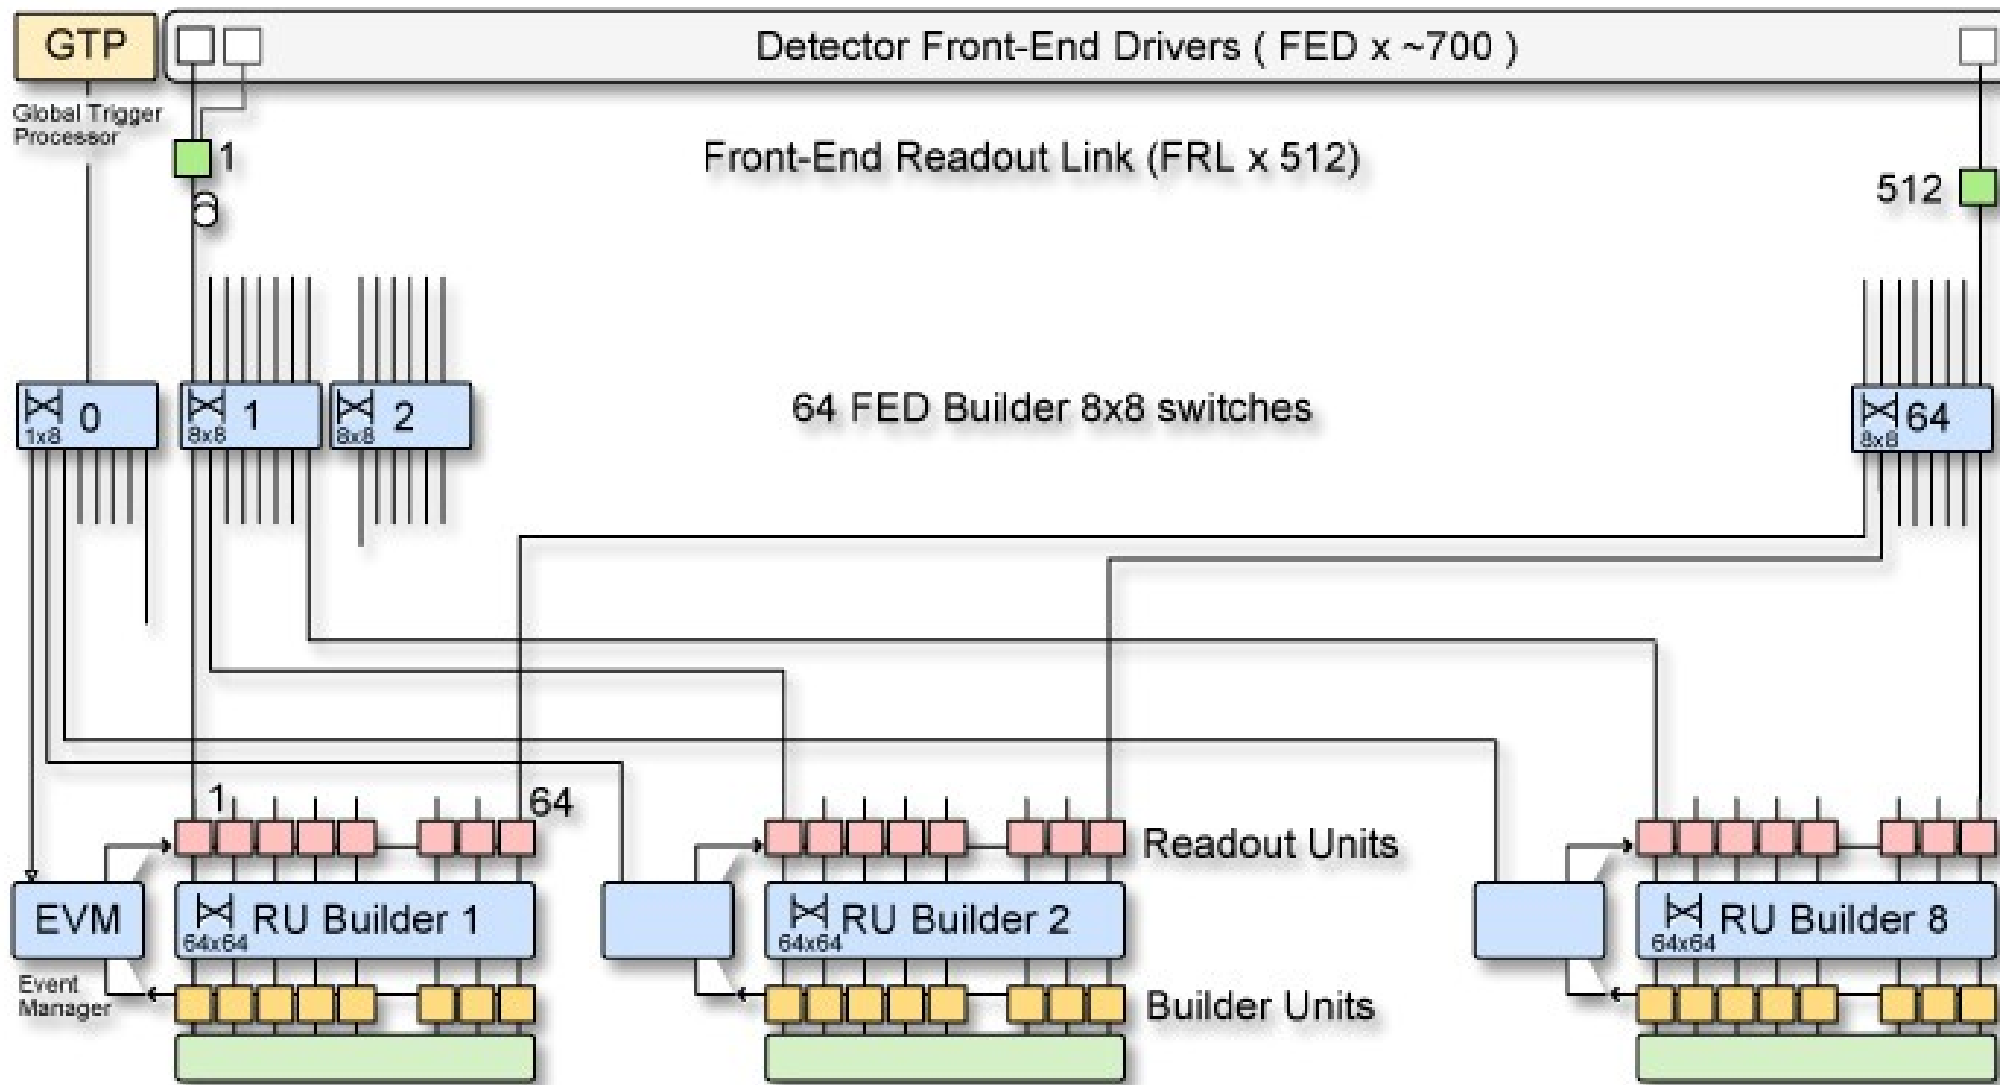 GTP
Detector Front-End Drivers ( FED x ~700 )
Global Trigger
Processor
1
Front-End Readout Link (FRL x 512)
512
8
0
1x8
1
8x8
2
8x8
64 FED Builder 8x8 switches
64
8x8
1
64
Readout Units
EVM
RU Builder 1
64x64
RU Builder 2
64x64
RU Builder 8
64x64
Event
Manager
Builder Units